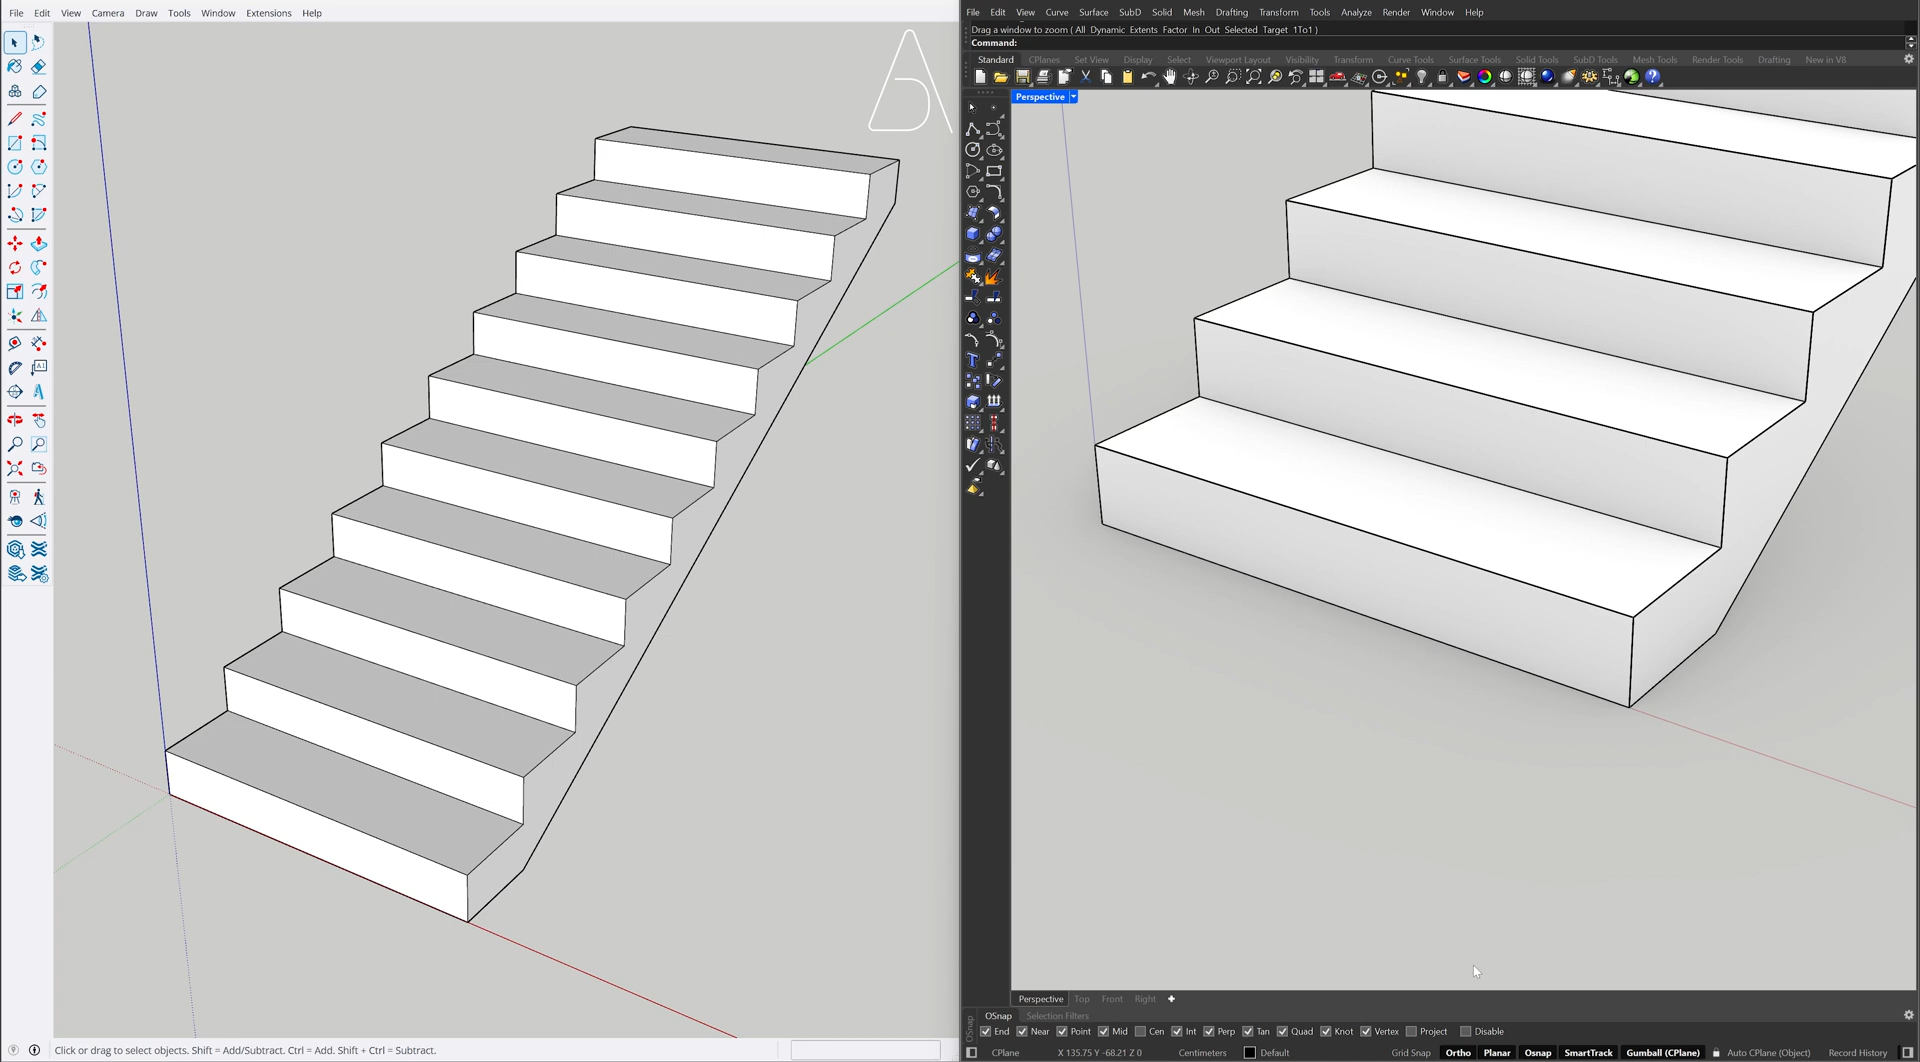 File Edit View Camera Draw Tools Window Extensions Help
File Edit View Curve Surface SubD Solid Mesh Drafting Transform Tools Analyze Render Window Help
Drag a window to zoom ( All Dynamic Extents Factor In Out Selected Target 1To1 )
Command:
Standard CPlanes Set View Display Select Viewport Layout Visibility Transform Curve Tools Surface Tools Solid Tools SubD Tools Mesh Tools Render Tools Drafting New in V8
Perspective
Perspective Top Front Right
OSnap Selection Filters
OSnap
End Near Point Mid Cen Int Perp Tan Quad Knot Vertex Project Disable
Click or drag to select objects. Shift = Add/Subtract. Ctrl = Add. Shift + Ctrl = Subtract.
CPlane X 135.75 Y -68.21 Z 0 Centimeters Default Grid Snap Ortho Planar Osnap SmartTrack Gumball (CPlane) Auto CPlane (Object) Record History